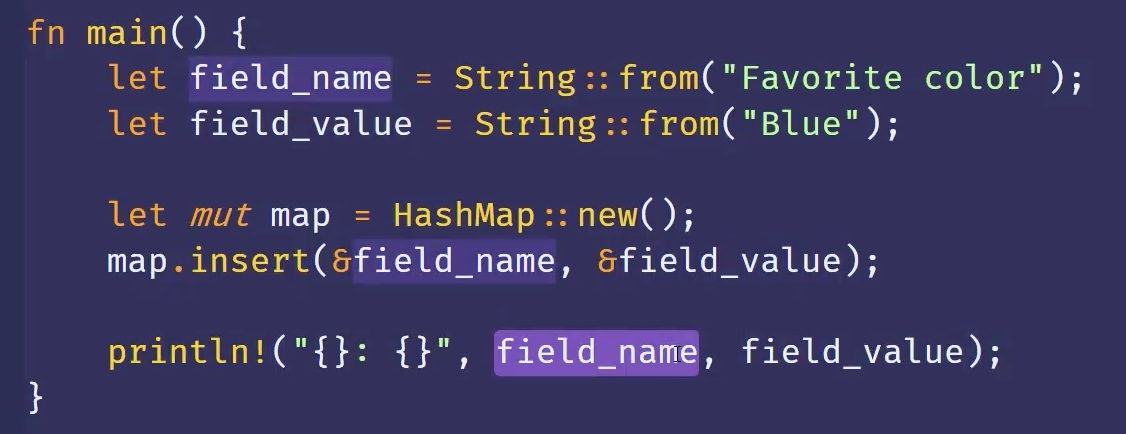 fn main() {
    let field_name = String::from("Favorite color");
    let field_value = String::from("Blue");
    let mut map = HashMap::new();
    map.insert(&field_name, &field_value);
    println!("{}: {}", field_name, field_value);
}